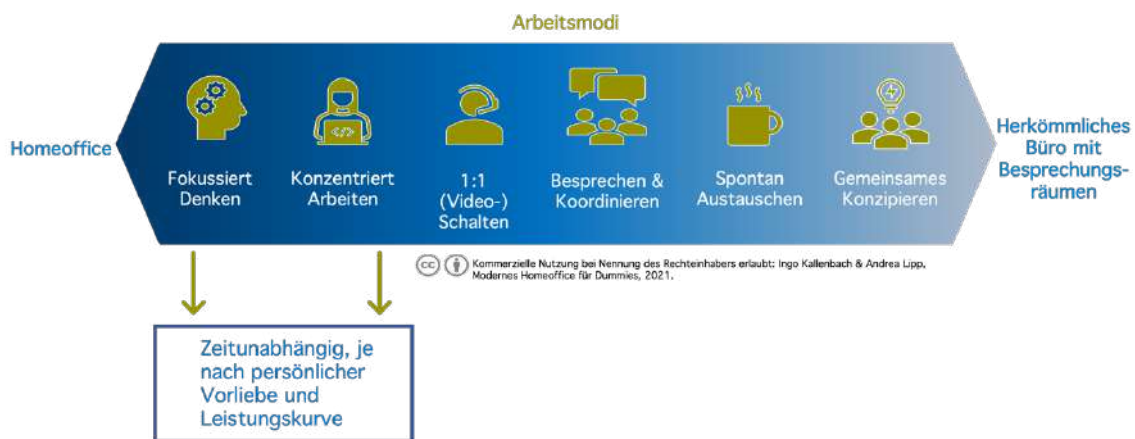 Arbeitsmodi
Homeoffice
Fokussiert
Denken
Konzentriert
Arbeiten
</>
1:1
(Video-)
Schalten
Besprechen &
Koordinieren
Spontan
Austauschen
Gemeinsames
Konzipieren
Herkömmliches
Büro mit
Besprechungs-
räumen
cc
Kommerzielle Nutzung bei Nennung des Rechteinhabers erlaubt: Ingo Kallenbach & Andrea Lipp,
Modernes Homeoffice für Dummies, 2021.
Zeitunabhängig, je
nach persönlicher
Vorliebe und
Leistungskurve